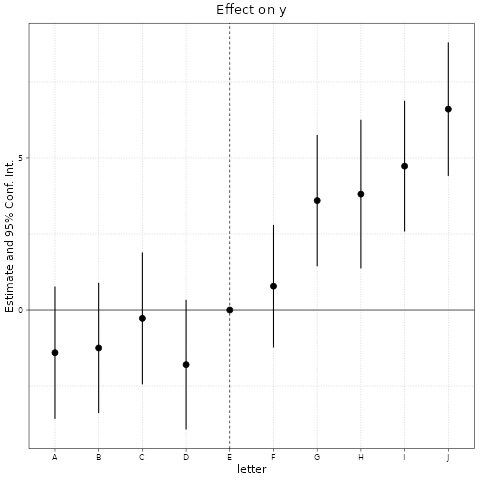 Effect on y
Estimate and 95% Conf. Int.
5
0
A B C D E F G H I J
letter